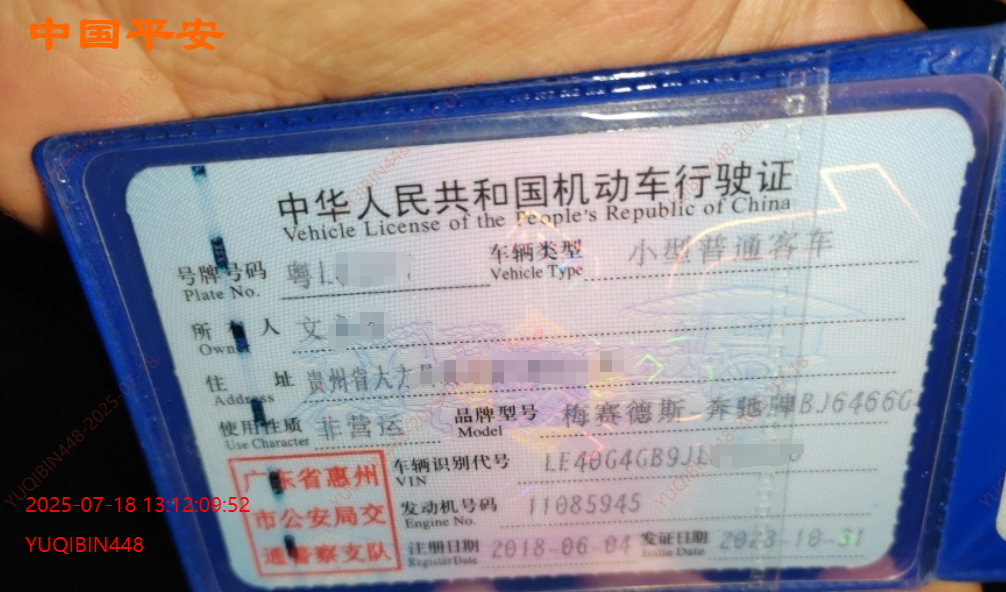 中国平安
中华人民共和国机动车行驶证
Vehicle License of the People's Republic of China
号牌号码 粤L 车辆类型 小型普通客车
Plate No. Vehicle Type
所有人 文
Owner
住址 贵州省大方
Address
使用性质 非营运 品牌型号 梅赛德斯-奔驰牌BJ6466G
Use Character Model
广东省惠州 车辆识别代号 LE40G4GB9JL
VIN
市公安局交 发动机号码 11085945
Engine No.
通警察支队 注册日期 2018-06-04 发证日期 2023-10-31
Register Date Issue Date
2025-07-18 13:12:09:52
YUQIBIN448